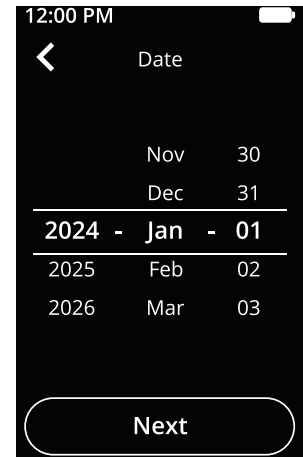 12:00 PM
Date
Nov 30
Dec 31
2024 - Jan - 01
2025 Feb 02
2026 Mar 03
Next